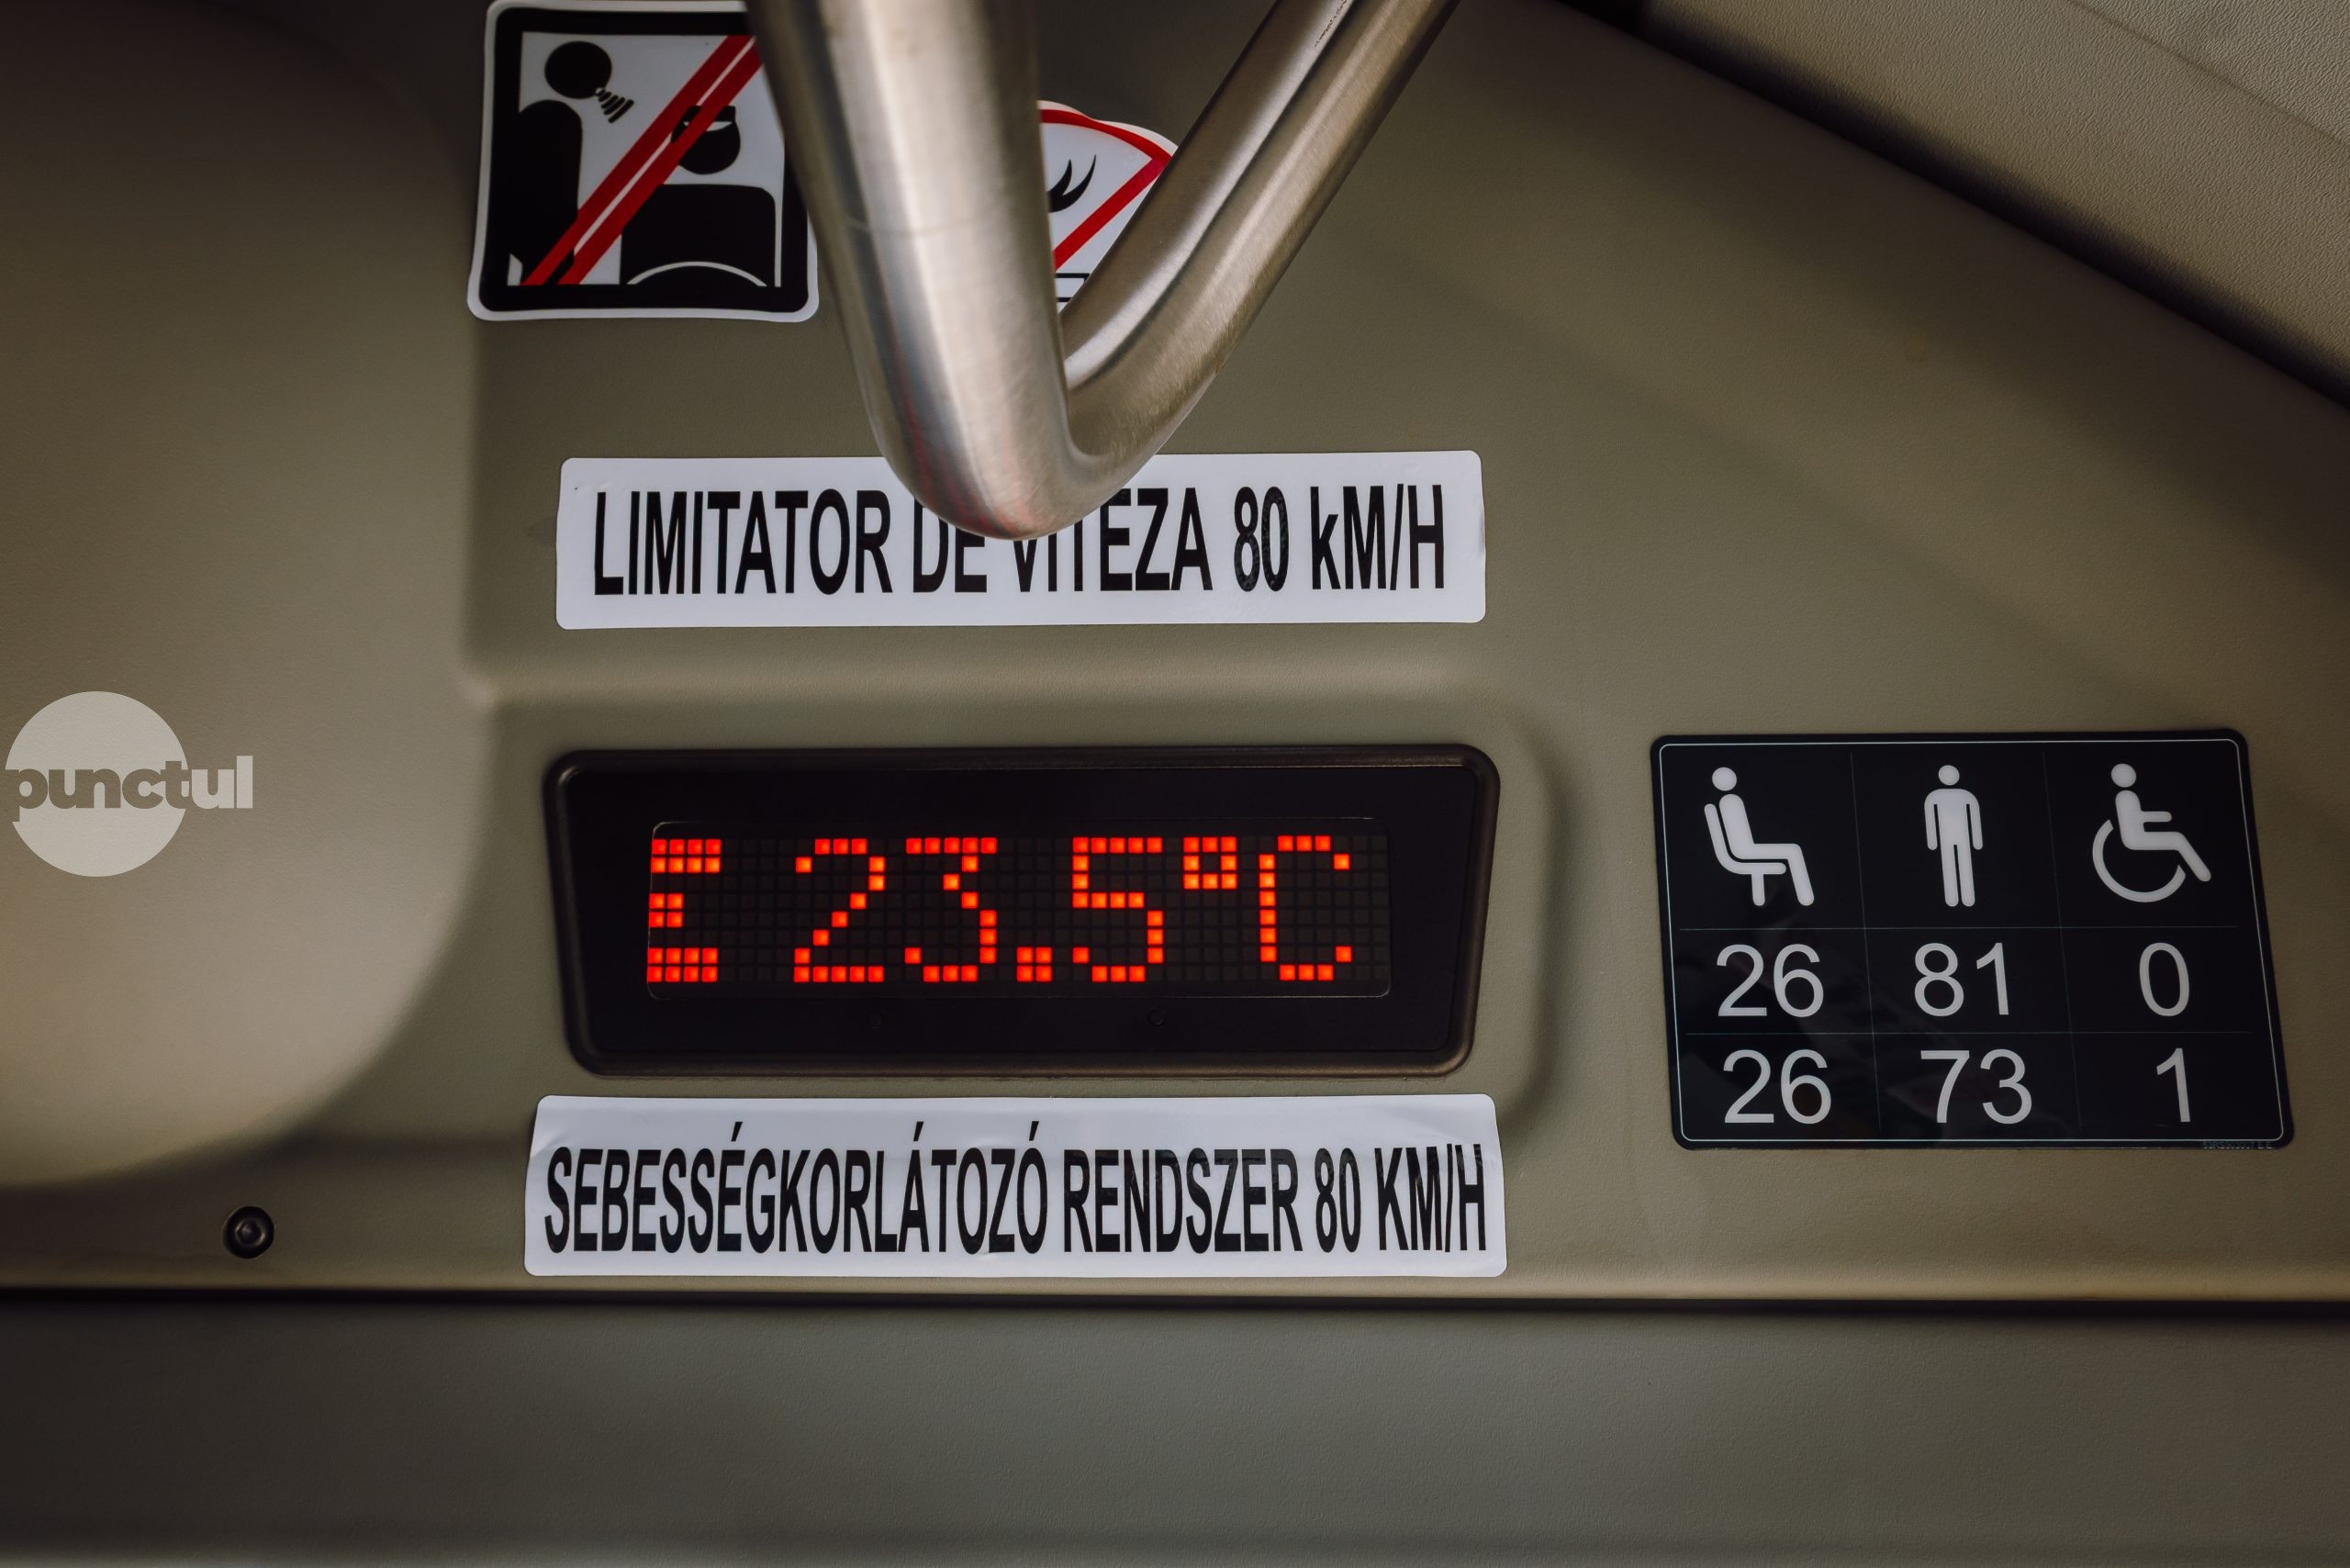 LIMITATOR DE VITEZA 80 kM/H
punctul
E 23.5°C
26 81 0
26 73 1
SEBESSÉGKORLÁTOZÓ RENDSZER 80 KM/H